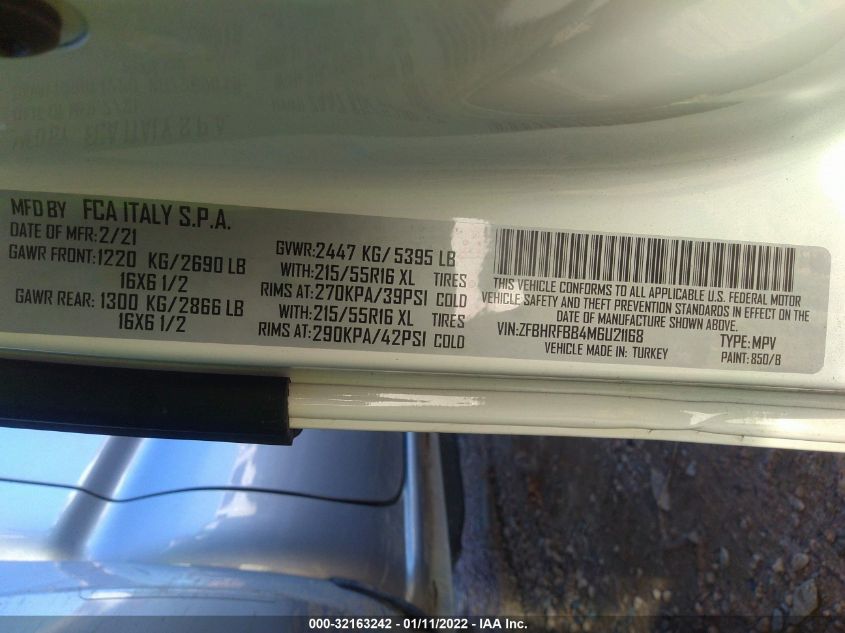 MFD BY FCA ITALY S.P.A.
DATE OF MFR:2/21
GAWR FRONT:1220 KG/2690 LB
16X6 1/2
GAWR REAR: 1300 KG/2866 LB
16X6 1/2
GVWR:2447 KG/ 5395 LB
WITH:215/55R16 XL TIRES
RIMS AT:270KPA/39PSI COLD
WITH:215/55R16 XL TIRES
RIMS AT:290KPA/42PSI COLD
THIS VEHICLE CONFORMS TO ALL APPLICABLE U.S. FEDERAL MOTOR
VEHICLE SAFETY AND THEFT PREVENTION STANDARDS IN EFFECT ON THE
DATE OF MANUFACTURE SHOWN ABOVE.
VIN:ZFBHRFBB4M6U21168 TYPE:MPV
VEHICLE MADE IN: TURKEY PAINT: 850/B
000-32163242 - 01/11/2022 - IAA Inc.